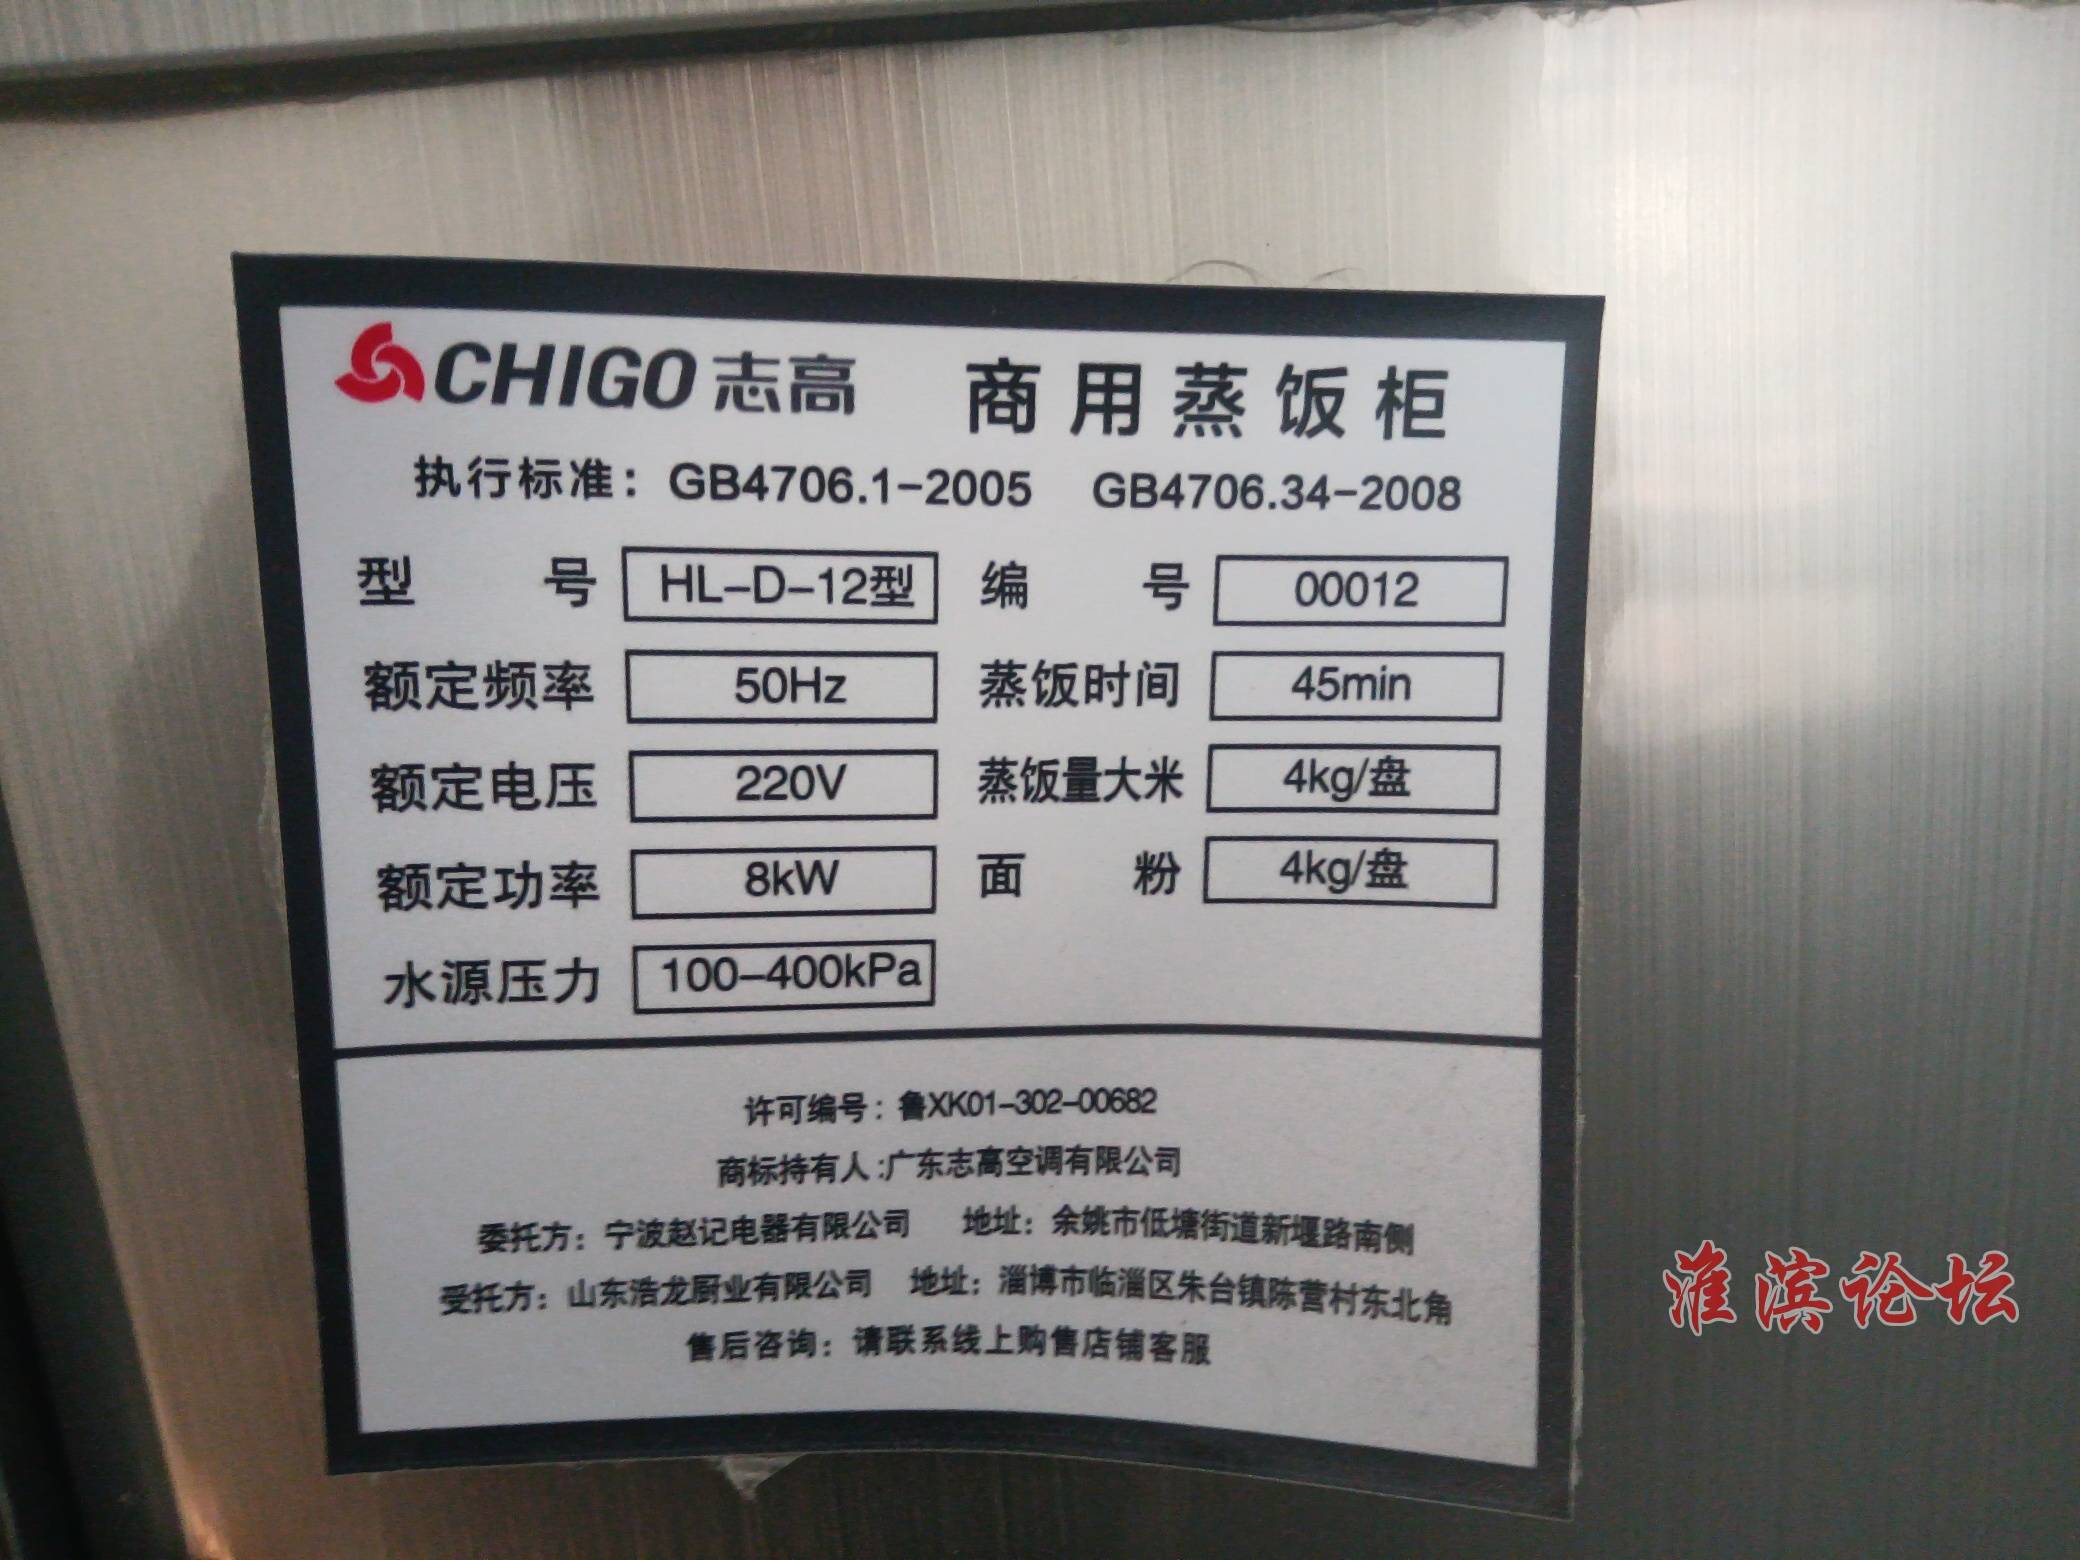 CHIGO 志高 商用蒸饭柜
执行标准：GB4706.1-2005 GB4706.34-2008
型号 HL-D-12型 编号 00012
额定频率 50Hz 蒸饭时间 45min
额定电压 220V 蒸饭量大米 4kg/盘
额定功率 8kW 面粉 4kg/盘
水源压力 100-400kPa
许可编号：鲁XK01-302-00682
商标持有人:广东志高空调有限公司
委托方：宁波赵记电器有限公司 地址：余姚市低塘街道新堰路南侧
受托方：山东浩龙厨业有限公司 地址：淄博市临淄区朱台镇陈营村东北角
售后咨询：请联系线上购售店铺客服
淮滨论坛